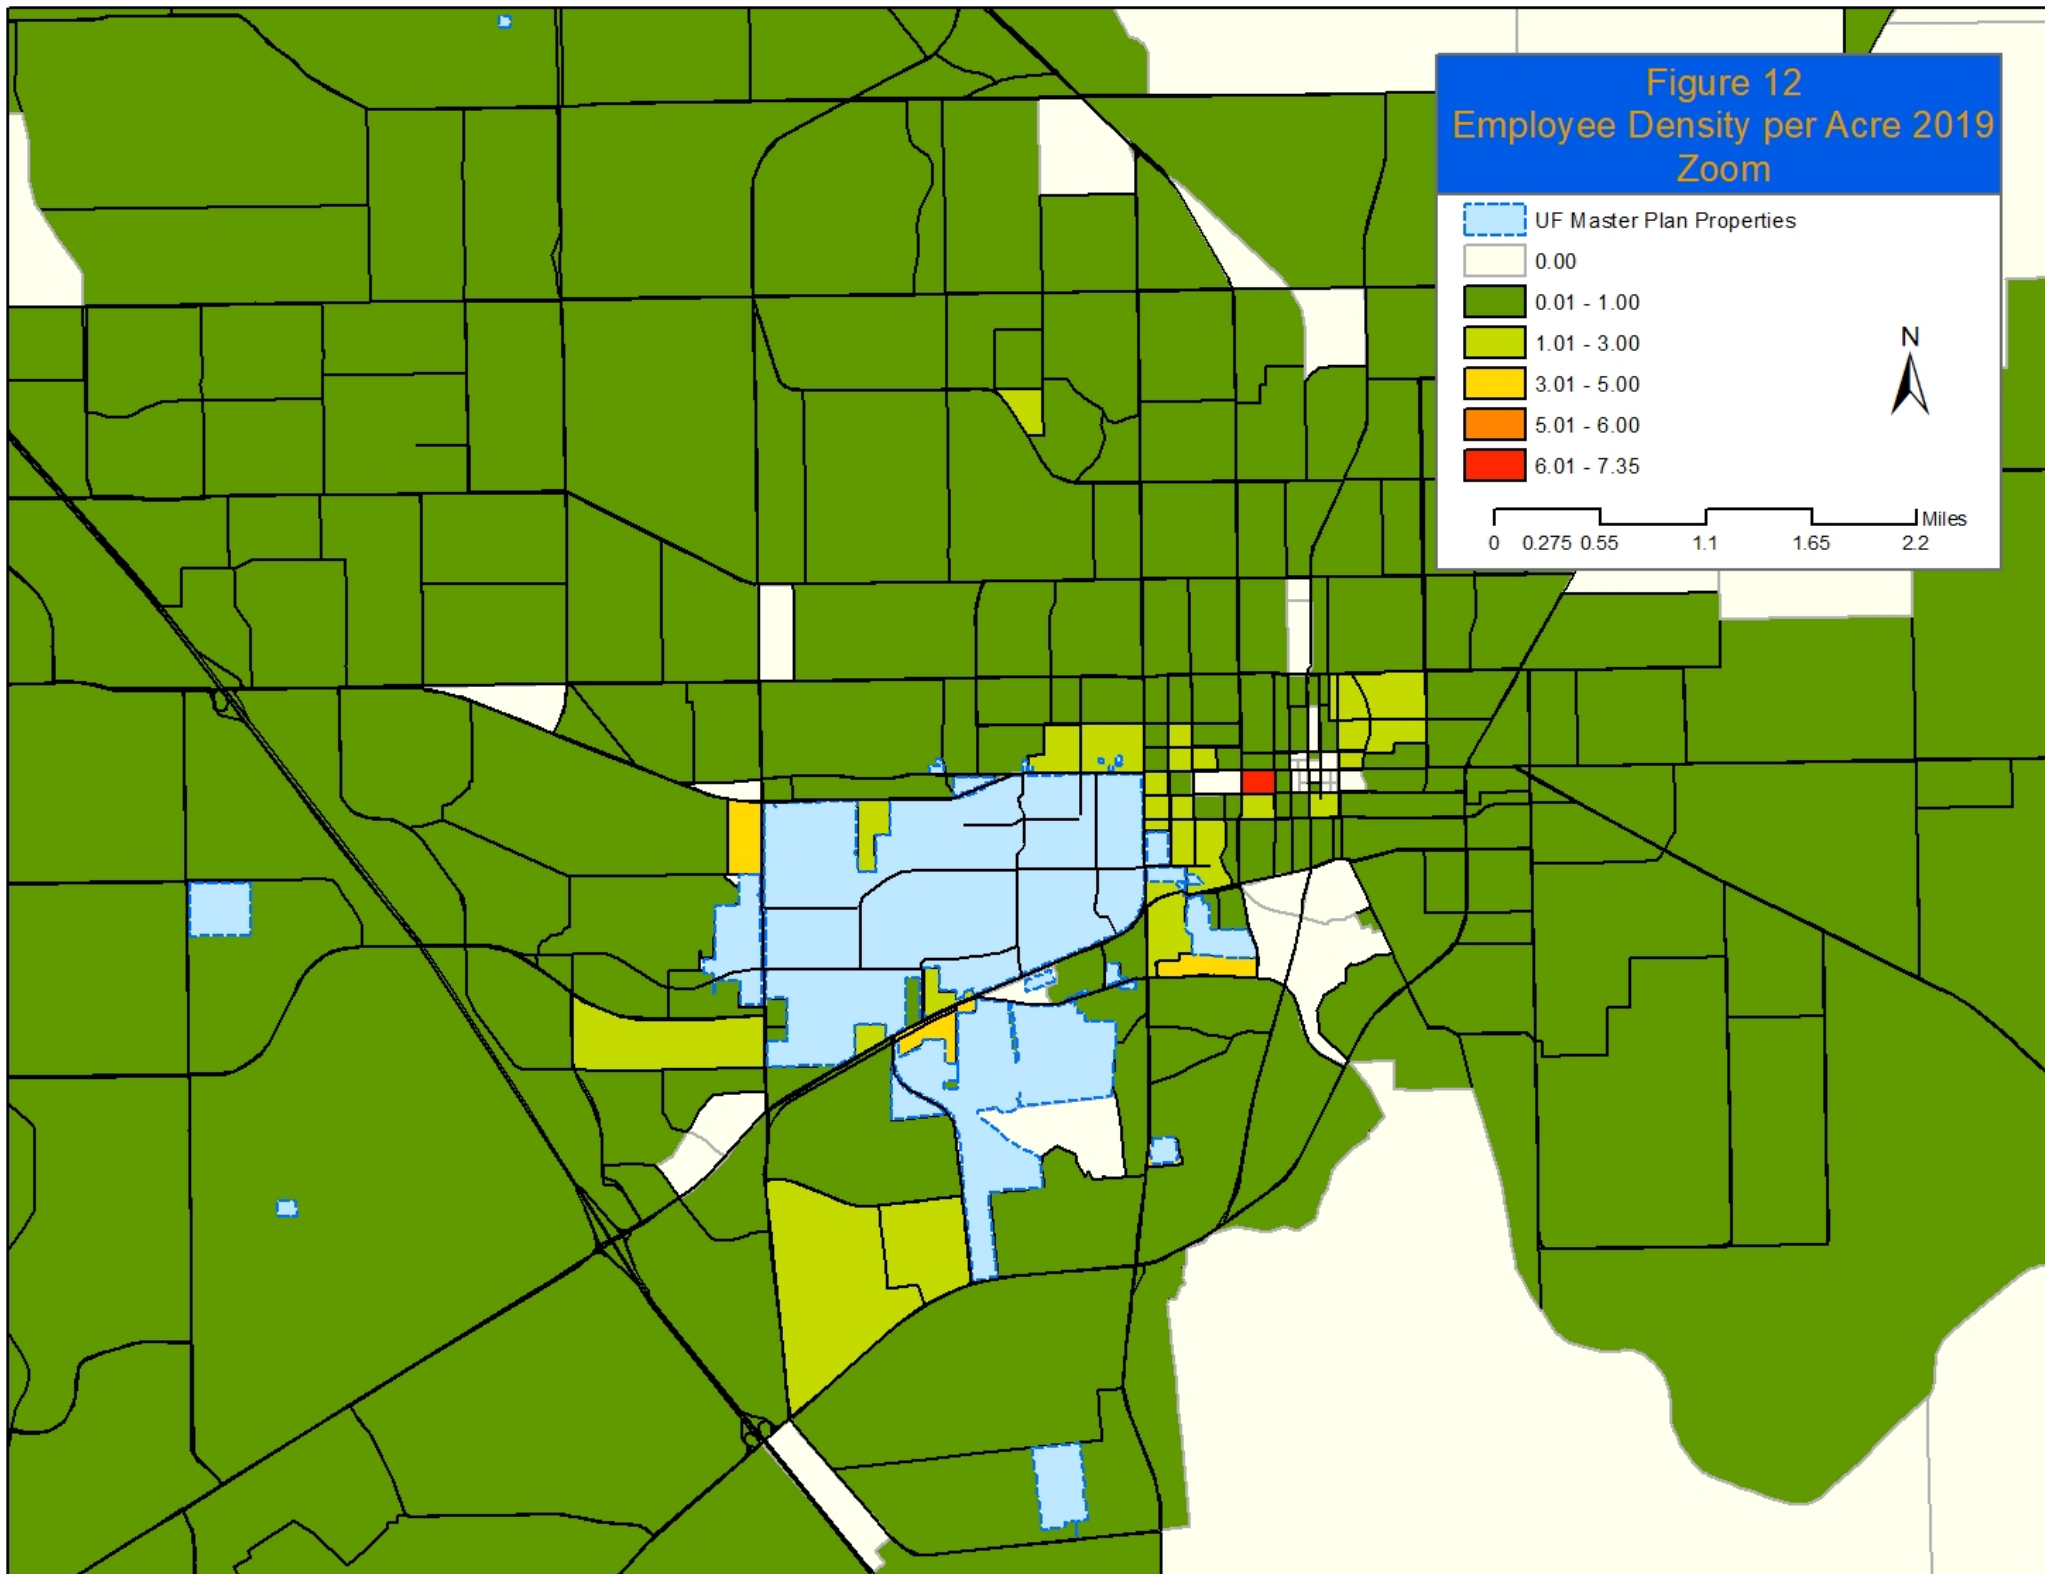 Figure 12
Employee Density per Acre 2019
Zoom
UF Master Plan Properties
0.00
0.01 - 1.00
1.01 - 3.00
3.01 - 5.00
5.01 - 6.00
6.01 - 7.35
N
Miles
0 0.275 0.55 1.1 1.65 2.2